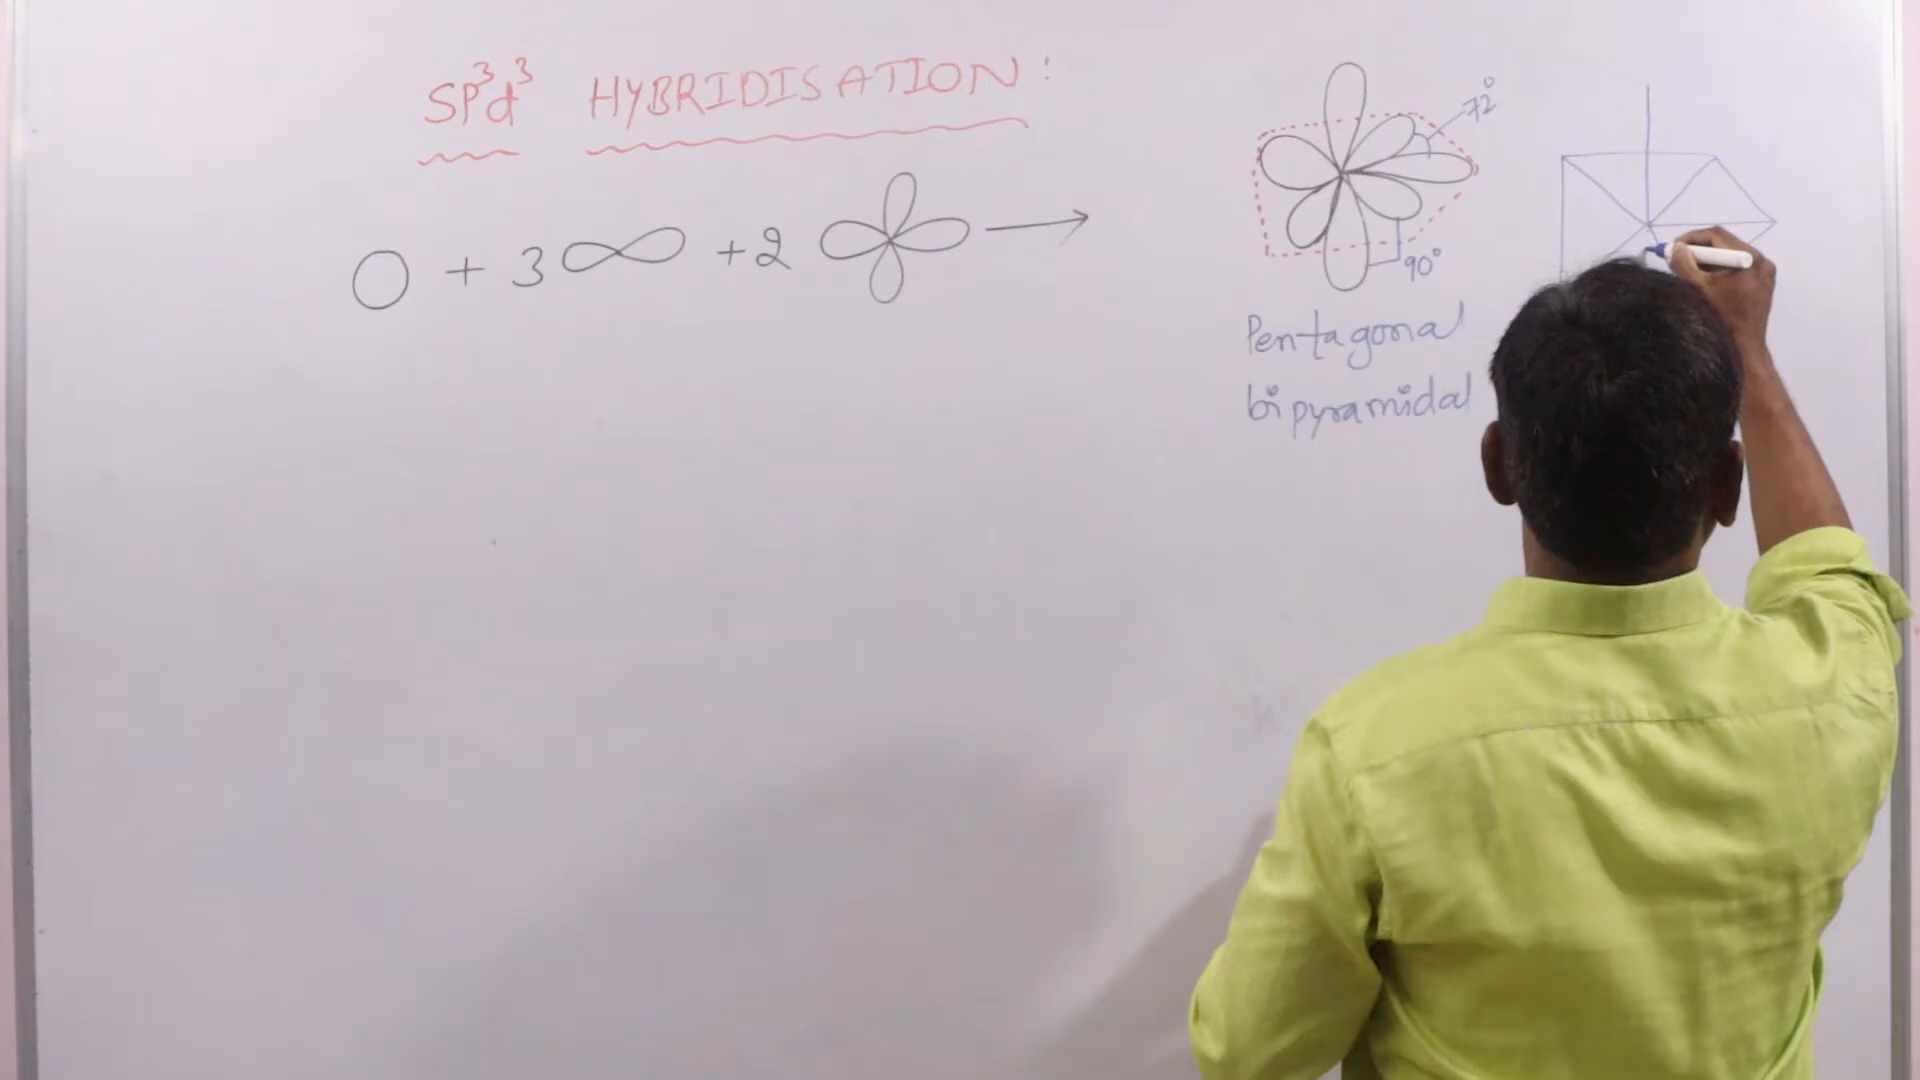 SP³d³ HYBRIDISATION:
+ 3 + 2
72°
90°
Pentagonal
bipyramidal